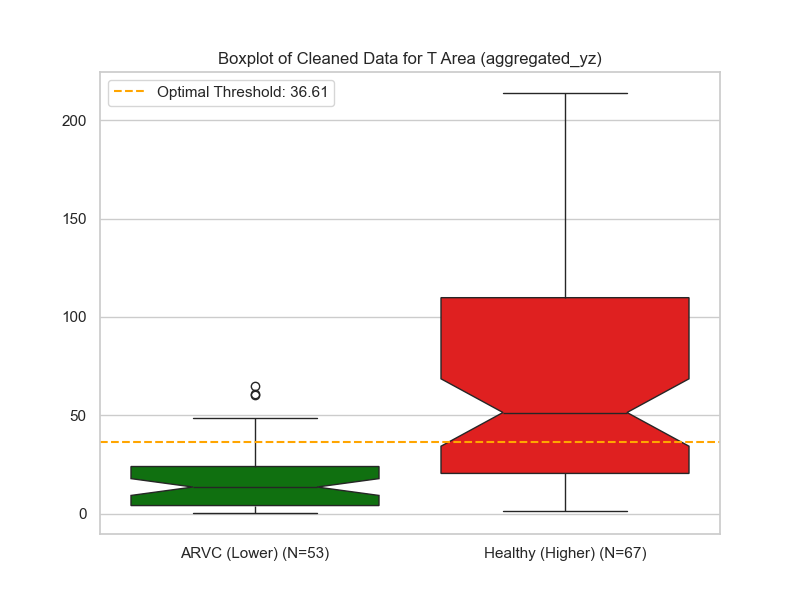 Boxplot of Cleaned Data for T Area (aggregated_yz)
Optimal Threshold: 36.61
200
150
100
50
0
ARVC (Lower) (N=53)
Healthy (Higher) (N=67)